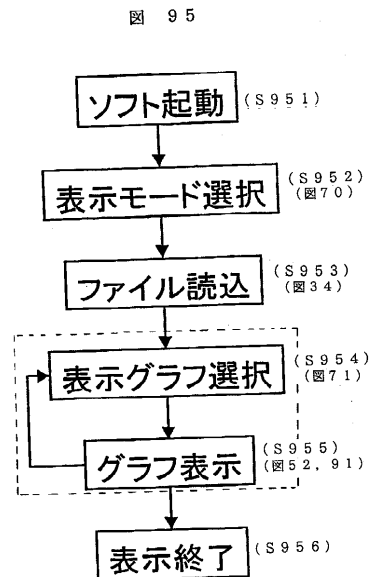 図 95
ソフト起動 (S951)
表示モード選択 (S952)
(図70)
ファイル読込 (S953)
(図34)
表示グラフ選択 (S954)
(図71)
グラフ表示 (S955)
(図52, 91)
表示終了 (S956)